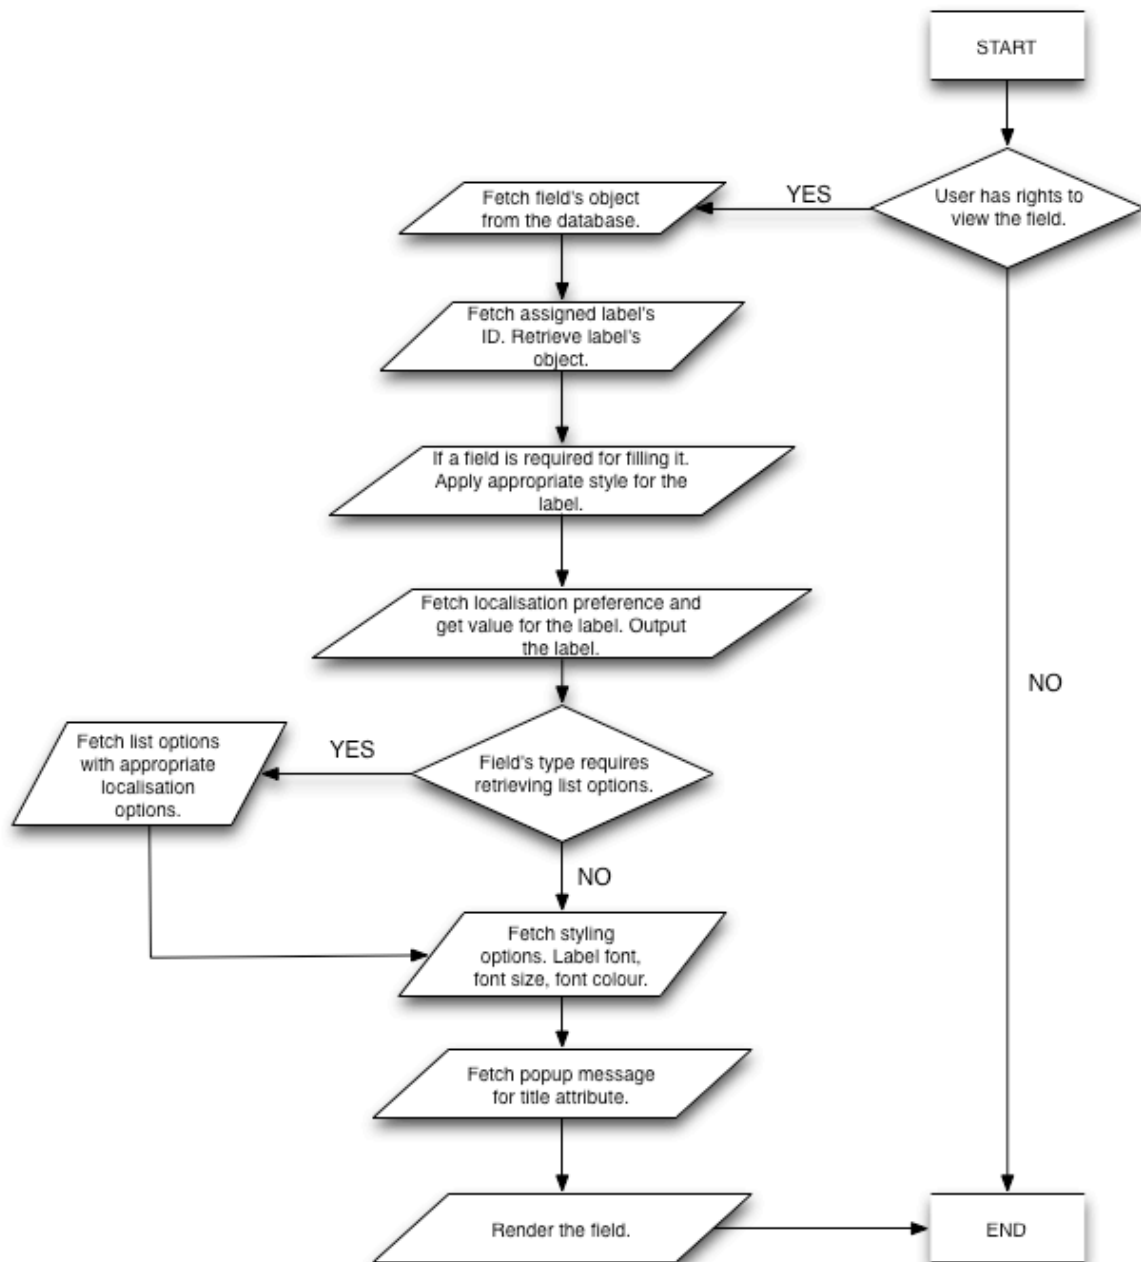 START
User has rights to
view the field.
YES
Fetch field's object
from the database.
Fetch assigned label's
ID. Retrieve label's
object.
If a field is required for filling it.
Apply appropriate style for the
label.
Fetch localisation preference and
get value for the label. Output
the label.
NO
Field's type requires
retrieving list options.
YES
Fetch list options
with appropriate
localisation
options.
NO
Fetch styling
options. Label font,
font size, font colour.
Fetch popup message
for title attribute.
Render the field.
END